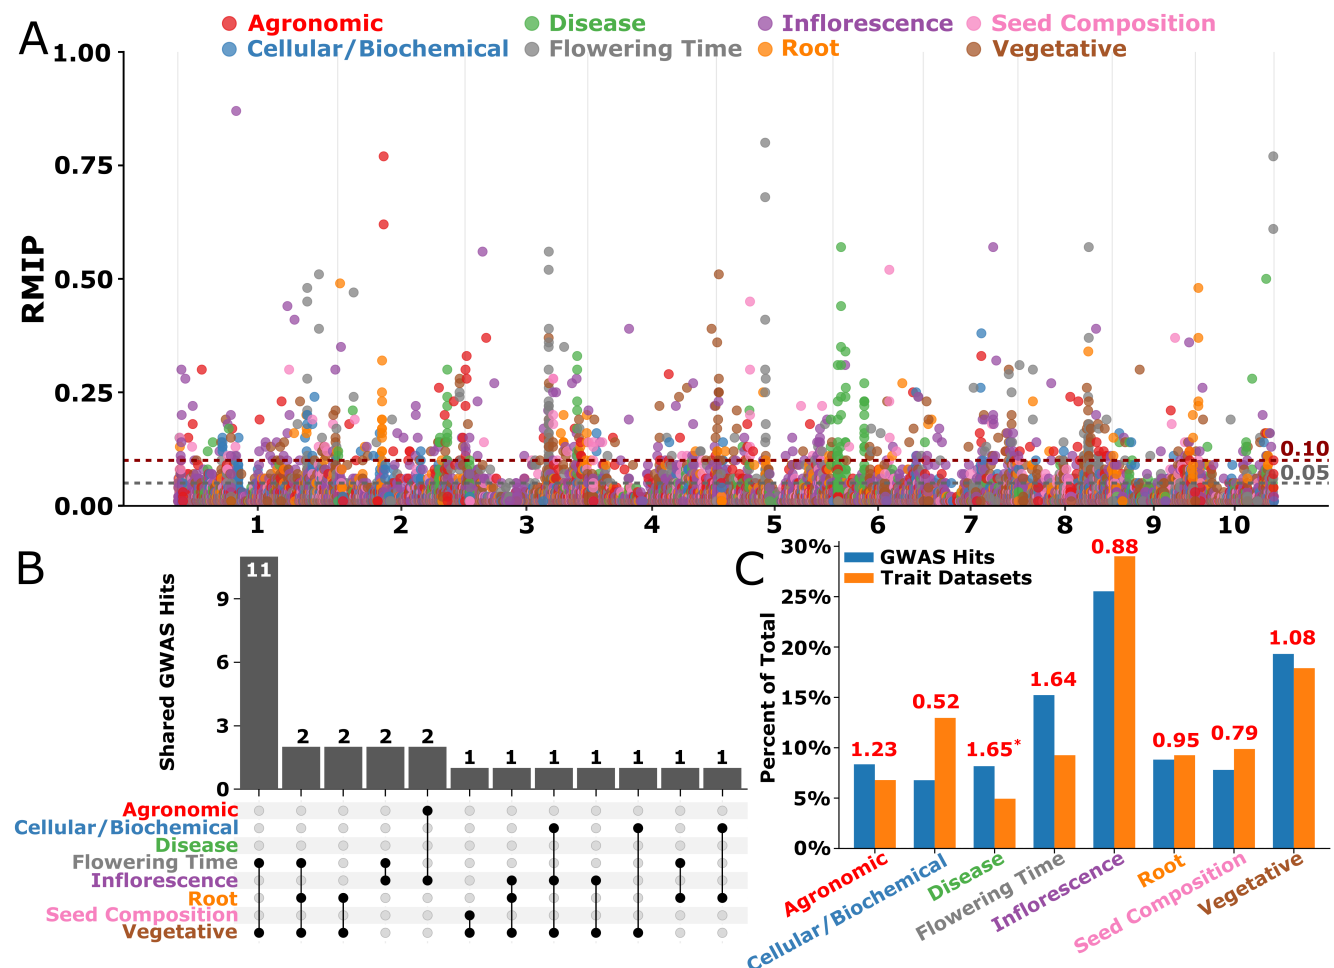 A
Agronomic
Disease
Inflorescence
Seed Composition
Cellular/Biochemical
Flowering Time
Root
Vegetative
RMIP
1.00
0.75
0.50
0.25
0.00
0.10
0.05
1 2 3 4 5 6 7 8 9 10
B
Shared GWAS Hits
9
6
3
0
11 2 2 2 2 1 1 1 1 1 1 1
Agronomic
Cellular/Biochemical
Disease
Flowering Time
Inflorescence
Root
Seed Composition
Vegetative
C
GWAS Hits
Trait Datasets
Percent of Total
30%
25%
20%
15%
10%
5%
0%
1.23 0.52 1.65* 1.64 0.88 0.95 0.79 1.08
Agronomic
Cellular/Biochemical
Disease
Flowering Time
Inflorescence
Root
Seed Composition
Vegetative